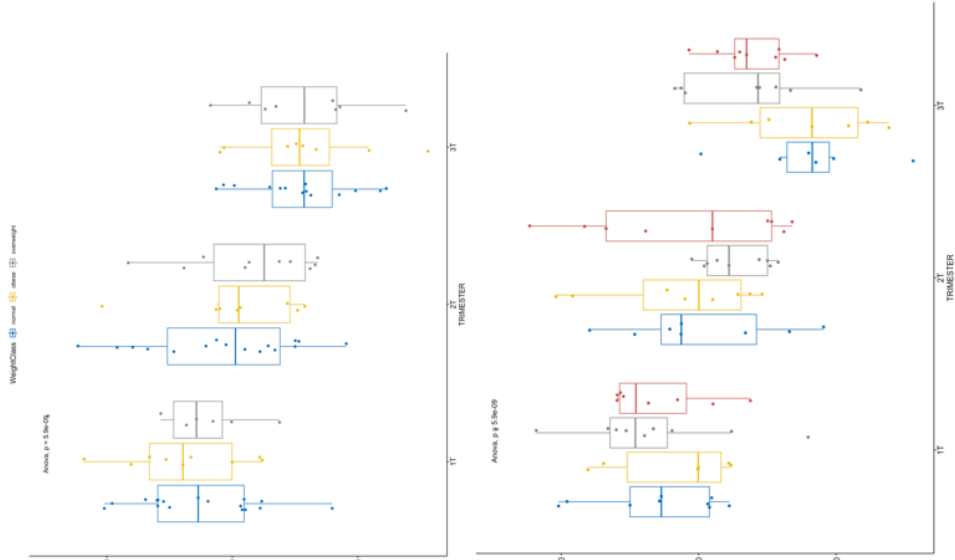 WeightClass normal obese overweight
Anova, p = 5.9e-09
1T
2T
3T
TRIMESTER
Anova, p = 5.9e-09
1T
2T
3T
TRIMESTER